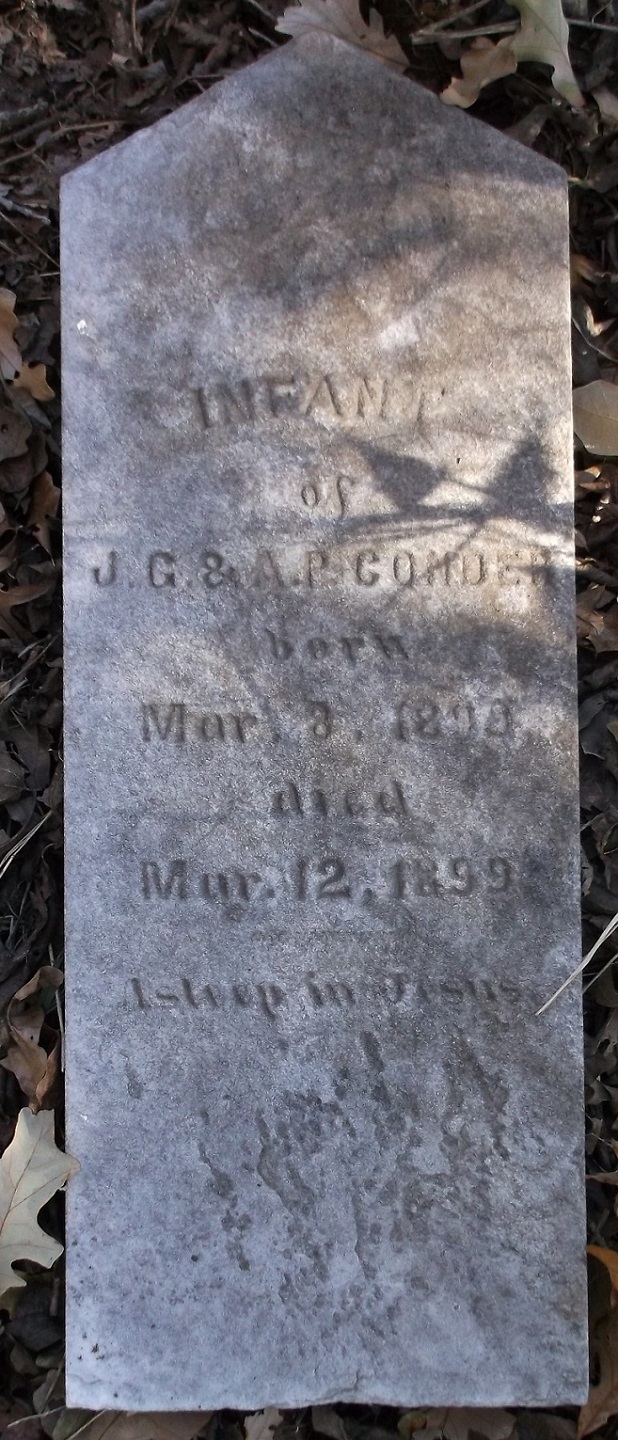 INFANT
of
J. G. & A. P. CONDER
born
Mar. 3. 1899
died
Mar. 12, 1899
Asleep in Jesus